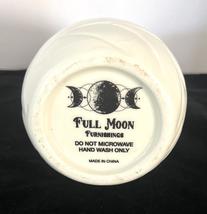 FULL MOON
FURNISHINGS
DO NOT MICROWAVE
HAND WASH ONLY
MADE IN CHINA